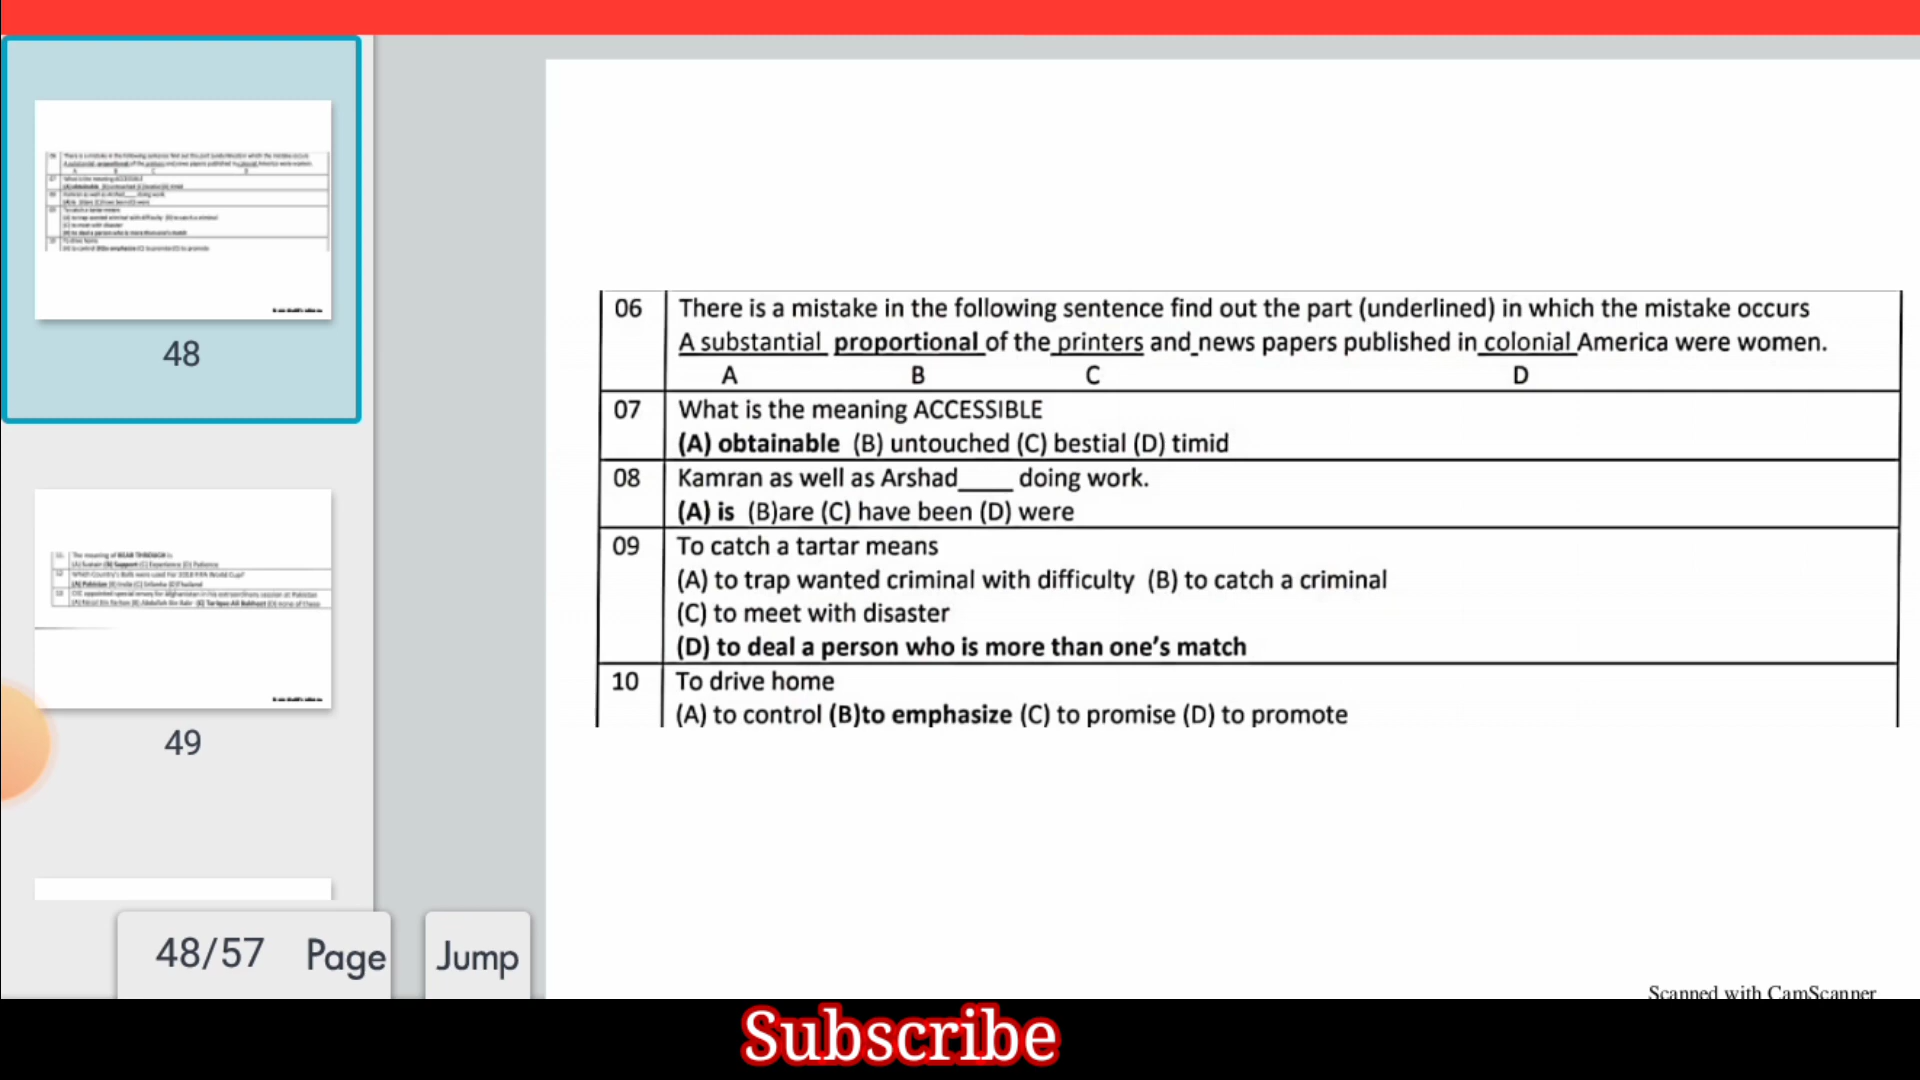 48
49
48/57 Page
Jump
06 There is a mistake in the following sentence find out the part (underlined) in which the mistake occurs
A substantial proportional of the printers and news papers published in colonial America were women.
A B C D
07 What is the meaning ACCESSIBLE
(A) obtainable (B) untouched (C) bestial (D) timid
08 Kamran as well as Arshad____ doing work.
(A) is (B)are (C) have been (D) were
09 To catch a tartar means
(A) to trap wanted criminal with difficulty (B) to catch a criminal
(C) to meet with disaster
(D) to deal a person who is more than one's match
10 To drive home
(A) to control (B)to emphasize (C) to promise (D) to promote
Scanned with CamScanner
Subscribe